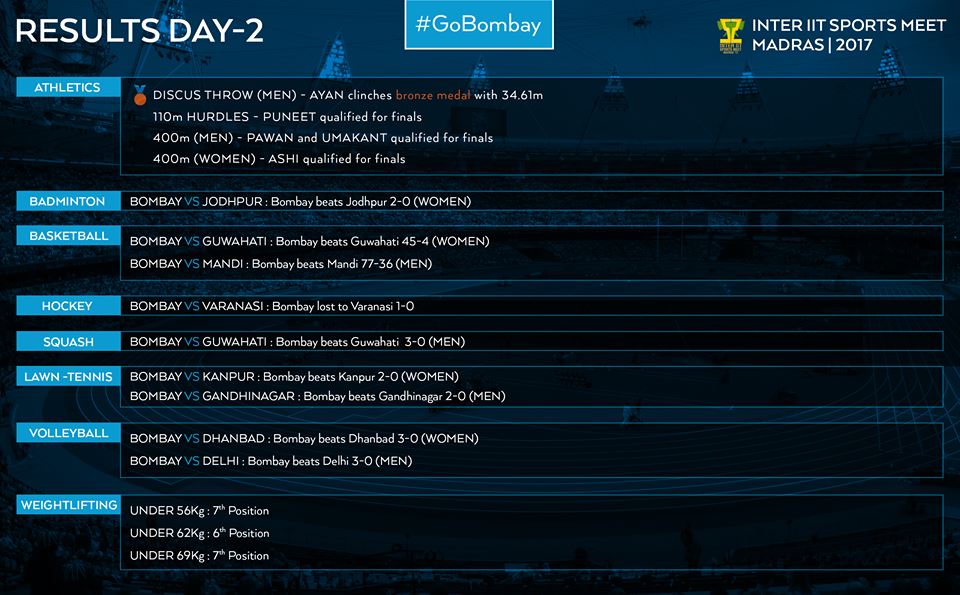 RESULTS DAY-2
#GoBombay
INTER IIT SPORTS MEET
MADRAS | 2017
ATHLETICS
DISCUS THROW (MEN) - AYAN clinches bronze medal with 34.61m
110m HURDLES - PUNEET qualified for finals
400m (MEN) - PAWAN and UMAKANT qualified for finals
400m (WOMEN) - ASHI qualified for finals
BADMINTON
BOMBAY VS JODHPUR : Bombay beats Jodhpur 2-0 (WOMEN)
BASKETBALL
BOMBAY VS GUWAHATI : Bombay beats Guwahati 45-4 (WOMEN)
BOMBAY VS MANDI : Bombay beats Mandi 77-36 (MEN)
HOCKEY
BOMBAY VS VARANASI : Bombay lost to Varanasi 1-0
SQUASH
BOMBAY VS GUWAHATI : Bombay beats Guwahati 3-0 (MEN)
LAWN -TENNIS
BOMBAY VS KANPUR : Bombay beats Kanpur 2-0 (WOMEN)
BOMBAY VS GANDHINAGAR : Bombay beats Gandhinagar 2-0 (MEN)
VOLLEYBALL
BOMBAY VS DHANBAD : Bombay beats Dhanbad 3-0 (WOMEN)
BOMBAY VS DELHI : Bombay beats Delhi 3-0 (MEN)
WEIGHTLIFTING
UNDER 56Kg : 7th Position
UNDER 62Kg : 6th Position
UNDER 69Kg : 7th Position